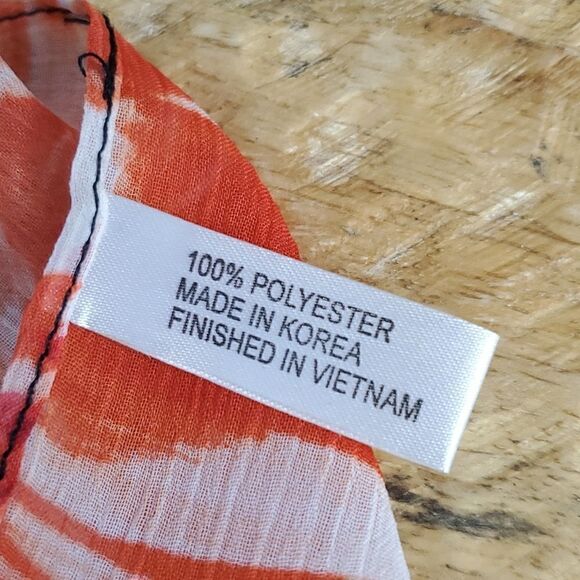 100% POLYESTER
MADE IN KOREA
FINISHED IN VIETNAM